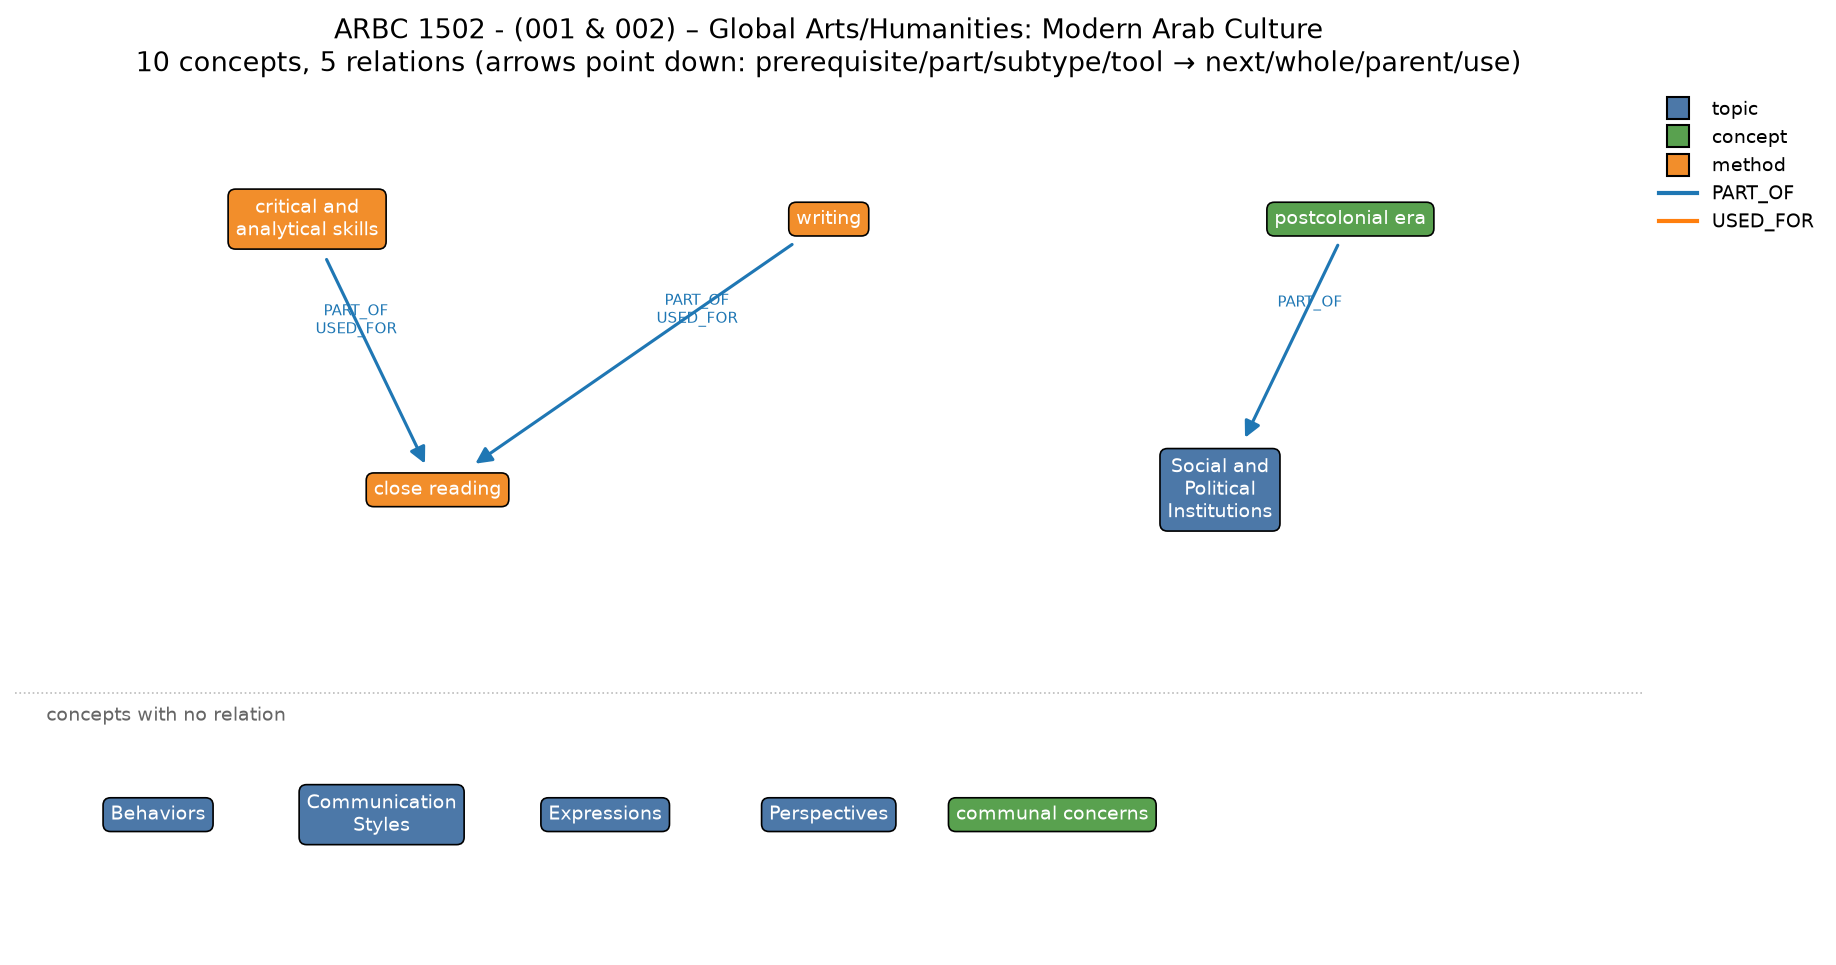 ARBC 1502 - (001 & 002) – Global Arts/Humanities: Modern Arab Culture
10 concepts, 5 relations (arrows point down: prerequisite/part/subtype/tool → next/whole/parent/use)
topic
concept
method
PART_OF
USED_FOR
critical and
analytical skills
writing
postcolonial era
PART_OF
USED_FOR
PART_OF
USED_FOR
PART_OF
close reading
Social and
Political
Institutions
concepts with no relation
Behaviors
Communication
Styles
Expressions
Perspectives
communal concerns